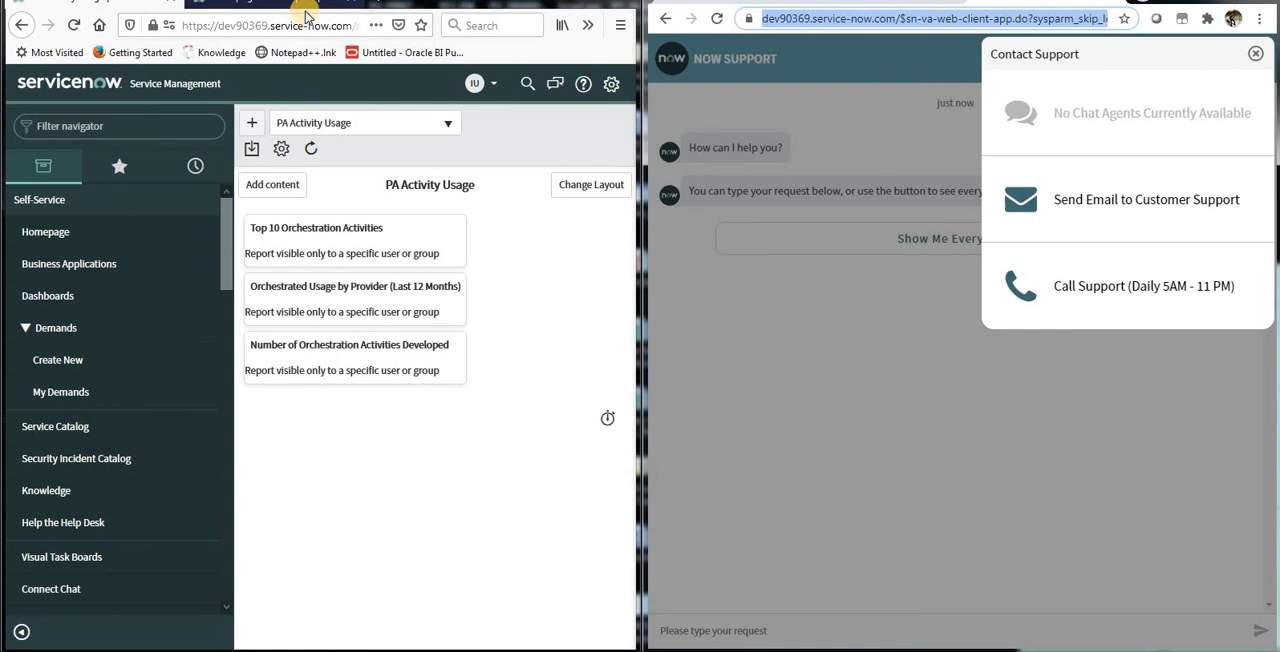 https://dev90369.service-now.com/
Search
Most Visited
Getting Started
Knowledge
Notepad++.lnk
Untitled - Oracle BI Pu...
servicenow
Service Management
IU
Filter navigator
Self-Service
Homepage
Business Applications
Dashboards
Demands
Create New
My Demands
Service Catalog
Security Incident Catalog
Knowledge
Help the Help Desk
Visual Task Boards
Connect Chat
PA Activity Usage
Add content
PA Activity Usage
Change Layout
Top 10 Orchestration Activities
Report visible only to a specific user or group
Orchestrated Usage by Provider (Last 12 Months)
Report visible only to a specific user or group
Number of Orchestration Activities Developed
Report visible only to a specific user or group
dev90369.service-now.com/$sn-va-web-client-app.do?sysparm_skip_l
now NOW SUPPORT
just now
now
How can I help you?
now
You can type your request below, or use the button to see every
Show Me Every
Please type your request
Contact Support
No Chat Agents Currently Available
Send Email to Customer Support
Call Support (Daily 5AM - 11 PM)